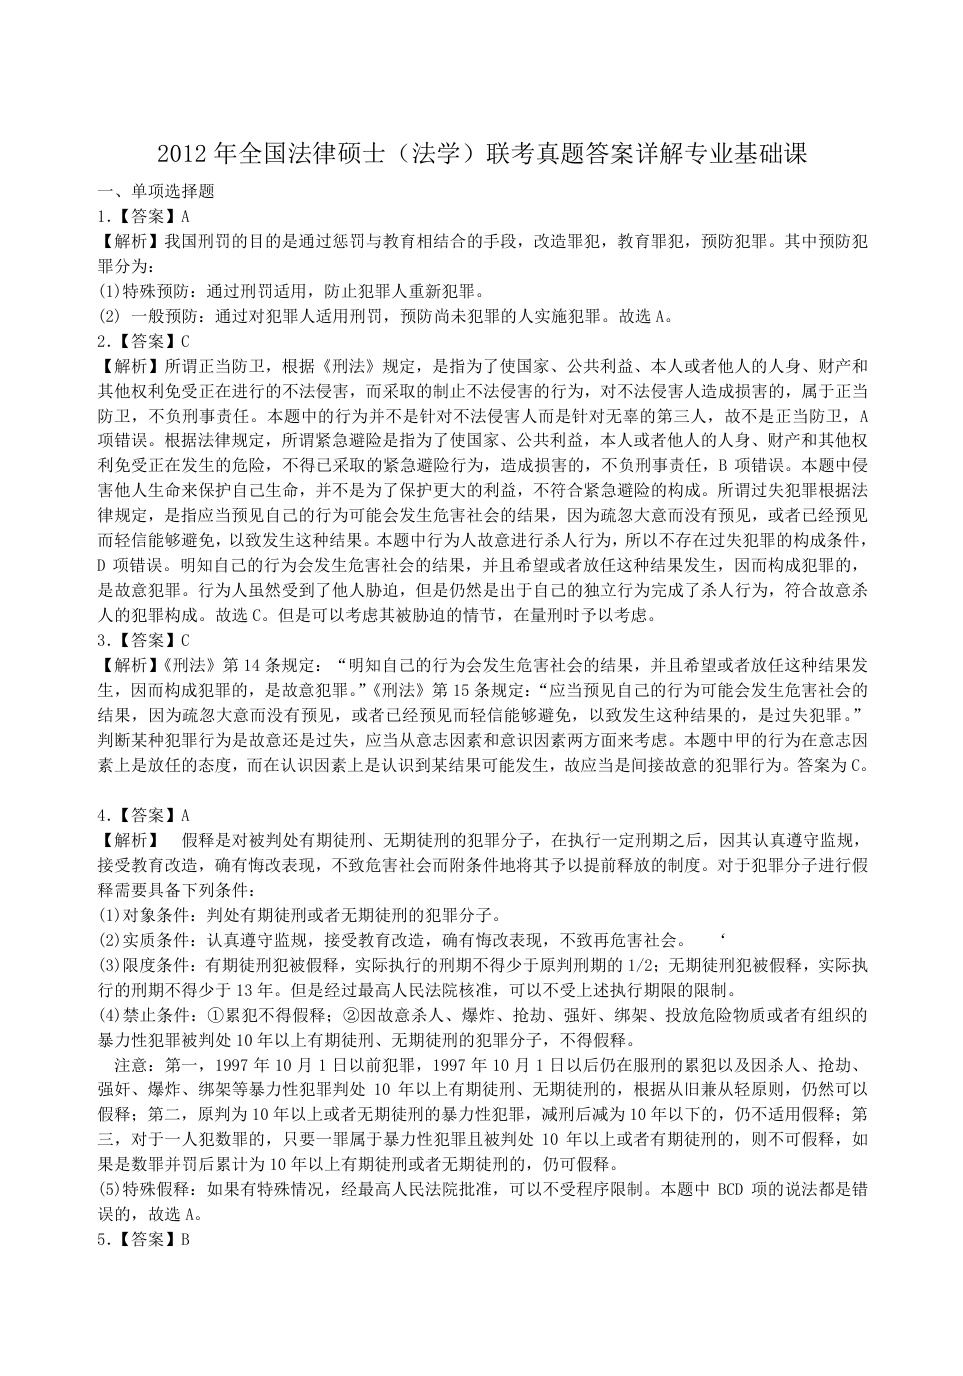 2012 年全国法律硕士（法学）联考真题答案详解专业基础课
一、单项选择题
1.【答案】A
【解析】我国刑罚的目的是通过惩罚与教育相结合的手段，改造罪犯，教育罪犯，预防犯罪。其中预防犯
罪分为：
(1)特殊预防：通过刑罚适用，防止犯罪人重新犯罪。
(2) 一般预防：通过对犯罪人适用刑罚，预防尚未犯罪的人实施犯罪。故选 A。
2.【答案】C
【解析】所谓正当防卫，根据《刑法》规定，是指为了使国家、公共利益、本人或者他人的人身、财产和
其他权利免受正在进行的不法侵害，而采取的制止不法侵害的行为，对不法侵害人造成损害的，属于正当
防卫，不负刑事责任。本题中的行为并不是针对不法侵害人而是针对无辜的第三人，故不是正当防卫，A
项错误。根据法律规定，所谓紧急避险是指为了使国家、公共利益，本人或者他人的人身、财产和其他权
利免受正在发生的危险，不得已采取的紧急避险行为，造成损害的，不负刑事责任，B 项错误。本题中侵
害他人生命来保护自己生命，并不是为了保护更大的利益，不符合紧急避险的构成。所谓过失犯罪根据法
律规定，是指应当预见自己的行为可能会发生危害社会的结果，因为疏忽大意而没有预见，或者已经预见
而轻信能够避免，以致发生这种结果。本题中行为人故意进行杀人行为，所以不存在过失犯罪的构成条件，
D 项错误。明知自己的行为会发生危害社会的结果，并且希望或者放任这种结果发生，因而构成犯罪的，
是故意犯罪。行为人虽然受到了他人胁迫，但是仍然是出于自己的独立行为完成了杀人行为，符合故意杀
人的犯罪构成。故选 C。但是可以考虑其被胁迫的情节，在量刑时予以考虑。
3.【答案】C
【解析】《刑法》第 14 条规定：“明知自己的行为会发生危害社会的结果，并且希望或者放任这种结果发
生，因而构成犯罪的，是故意犯罪。”《刑法》第 15 条规定：“应当预见自己的行为可能会发生危害社会的
结果，因为疏忽大意而没有预见，或者已经预见而轻信能够避免，以致发生这种结果的，是过失犯罪。”
判断某种犯罪行为是故意还是过失，应当从意志因素和意识因素两方面来考虑。本题中甲的行为在意志因
素上是放任的态度，而在认识因素上是认识到某结果可能发生，故应当是间接故意的犯罪行为。答案为 C。
4.【答案】A
【解析】 假释是对被判处有期徒刑、无期徒刑的犯罪分子，在执行一定刑期之后，因其认真遵守监规，
接受教育改造，确有悔改表现，不致危害社会而附条件地将其予以提前释放的制度。对于犯罪分子进行假
释需要具备下列条件：
(1)对象条件：判处有期徒刑或者无期徒刑的犯罪分子。
(2)实质条件：认真遵守监规，接受教育改造，确有悔改表现，不致再危害社会。 ‘
(3)限度条件：有期徒刑犯被假释，实际执行的刑期不得少于原判刑期的 1/2；无期徒刑犯被假释，实际执
行的刑期不得少于 13 年。但是经过最高人民法院核准，可以不受上述执行期限的限制。
(4)禁止条件：①累犯不得假释；②因故意杀人、爆炸、抢劫、强奸、绑架、投放危险物质或者有组织的
暴力性犯罪被判处 10 年以上有期徒刑、无期徒刑的犯罪分子，不得假释。
注意：第一，1997 年 10 月 1 日以前犯罪，1997 年 10 月 1 日以后仍在服刑的累犯以及因杀人、抢劫、
强奸、爆炸、绑架等暴力性犯罪判处 10 年以上有期徒刑、无期徒刑的，根据从旧兼从轻原则，仍然可以
假释；第二，原判为 10 年以上或者无期徒刑的暴力性犯罪，减刑后减为 10 年以下的，仍不适用假释；第
三，对于一人犯数罪的，只要一罪属于暴力性犯罪且被判处 10 年以上或者有期徒刑的，则不可假释，如
果是数罪并罚后累计为 10 年以上有期徒刑或者无期徒刑的，仍可假释。
(5)特殊假释：如果有特殊情况，经最高人民法院批准，可以不受程序限制。本题中 BCD 项的说法都是错
误的，故选 A。
5.【答案】B